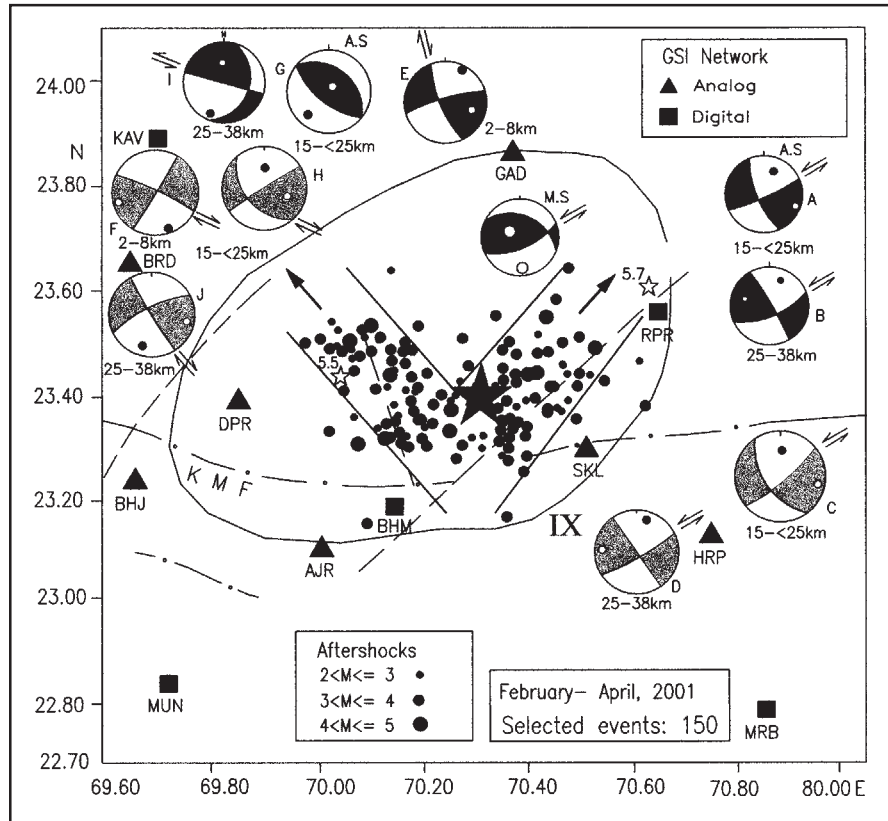 24.00
N
23.80
23.60
23.40
23.20
23.00
22.80
22.70
69.60 69.80 70.00 70.20 70.40 70.60 70.80 80.00 E
GSI Network
Analog
Digital
I
25–38km
G
A.S
15–<25km
E
2–8km
KAV
GAD
F
2–8km
H
15–<25km
BRD
J
25–38km
M.S
A.S
A
15–<25km
B
25–38km
5.7
RPR
5.5
DPR
K M F
BHJ
BHM
AJR
SKL
IX
C
15–<25km
D
25–38km
HRP
MUN
MRB
Aftershocks
2<M<= 3
3<M<= 4
4<M<= 5
February– April, 2001
Selected events: 150